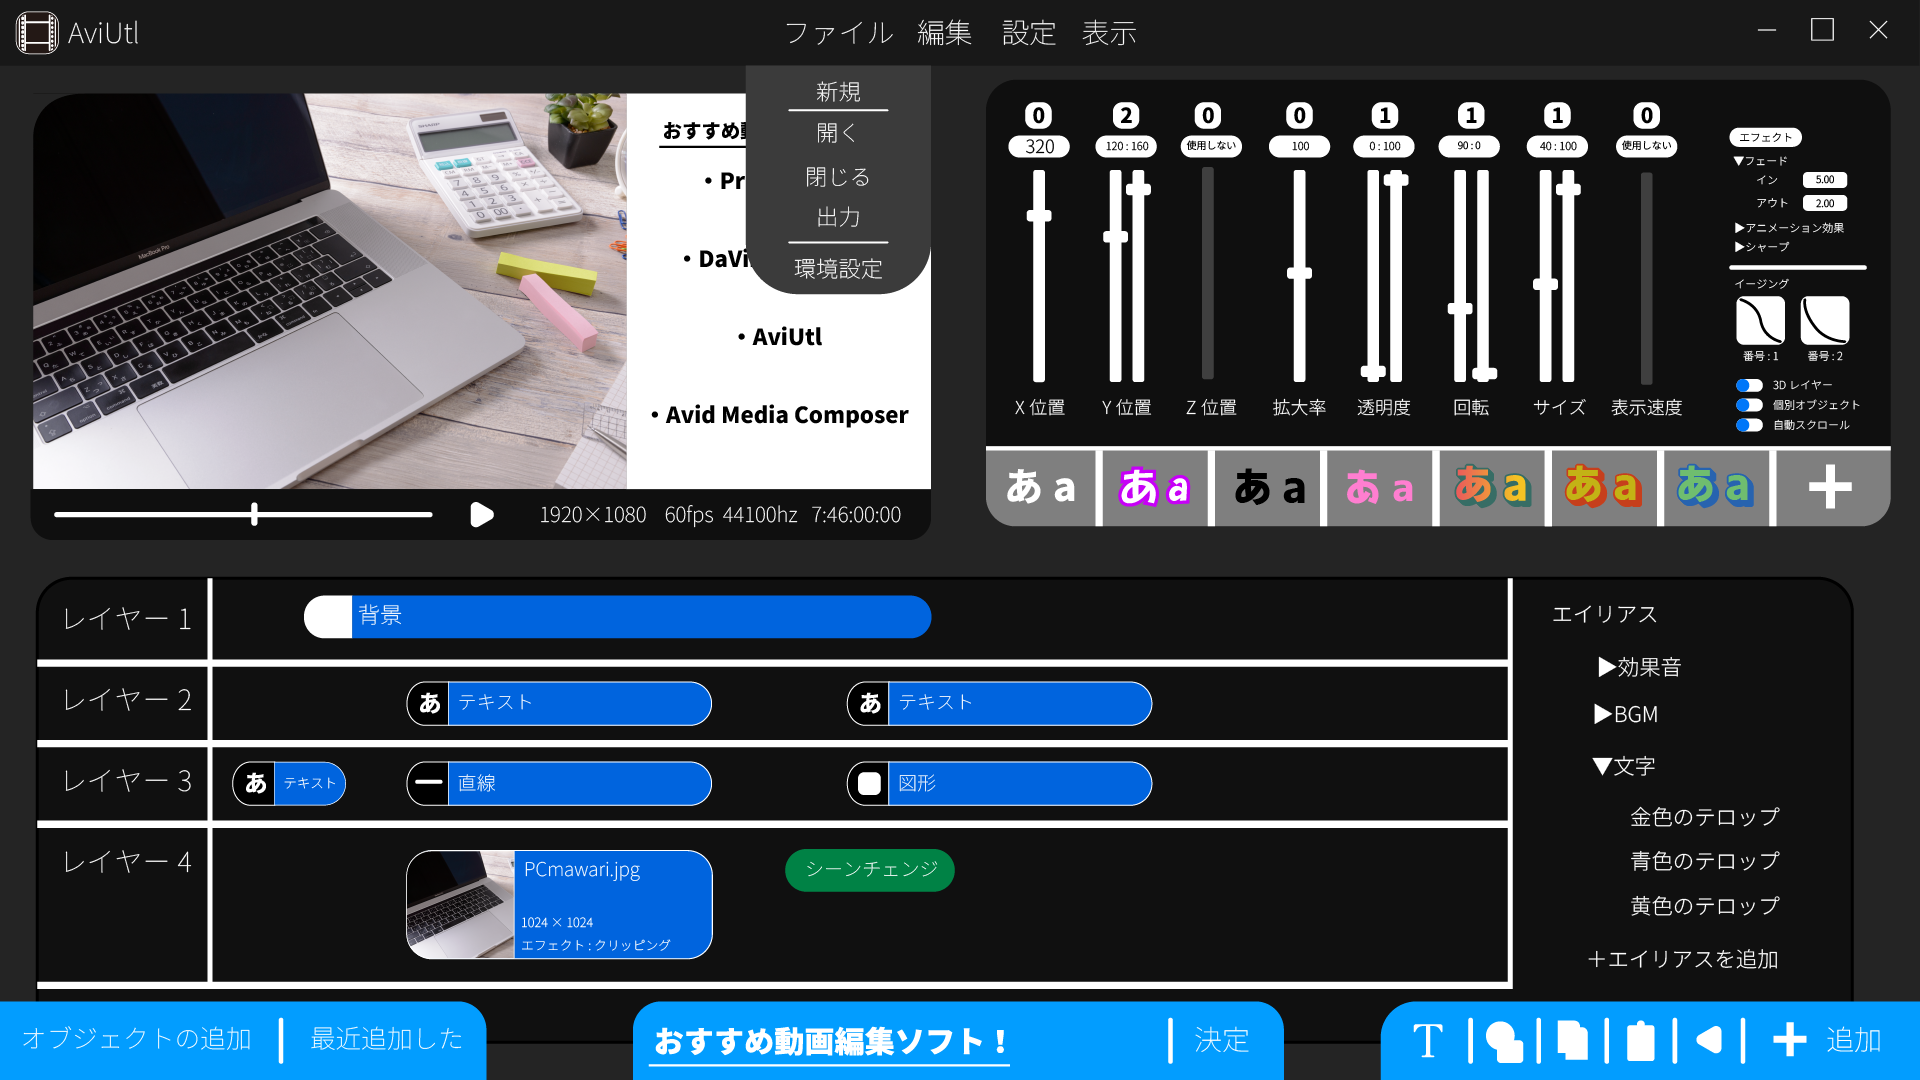 AviUtl
ファイル 編集 設定 表示
新規
開く
閉じる
出力
環境設定
おすすめ動
・Pr
・DaVi
・AviUtl
・Avid Media Composer
SHARP
MacBook Pro
1920×1080 60fps 44100hz 7:46:00:00
0 2 0 0 1 1 1 0
320 120 : 160 使用しない 100 0 : 100 90 : 0 40 : 100 使用しない
X 位置 Y 位置 Z 位置 拡大率 透明度 回転 サイズ 表示速度
エフェクト
▼フェード
イン 5.00
アウト 2.00
▶アニメーション効果
▶シャープ
イージング
番号 : 1 番号 : 2
3D レイヤー
個別オブジェクト
自動スクロール
あ a あ a あ a あ a あ a あ a あ a +
レイヤー 1
背景
レイヤー 2
あ テキスト あ テキスト
レイヤー 3
あ テキスト 直線 図形
レイヤー 4
PCmawari.jpg
1024 × 1024
エフェクト : クリッピング
シーンチェンジ
エイリアス
▶効果音
▶BGM
▼文字
金色のテロップ
青色のテロップ
黄色のテロップ
＋エイリアスを追加
オブジェクトの追加 最近追加した
おすすめ動画編集ソフト！ 決定
T + 追加